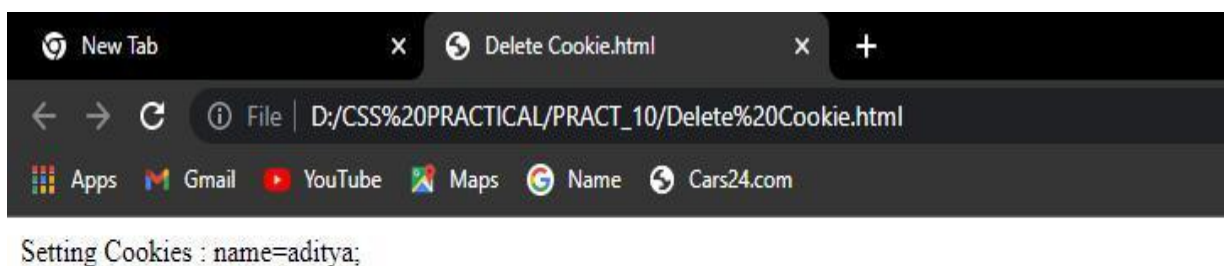 New Tab × Delete Cookie.html × +
File | D:/CSS%20PRACTICAL/PRACT_10/Delete%20Cookie.html
Apps Gmail YouTube Maps Name Cars24.com
Setting Cookies : name=aditya;